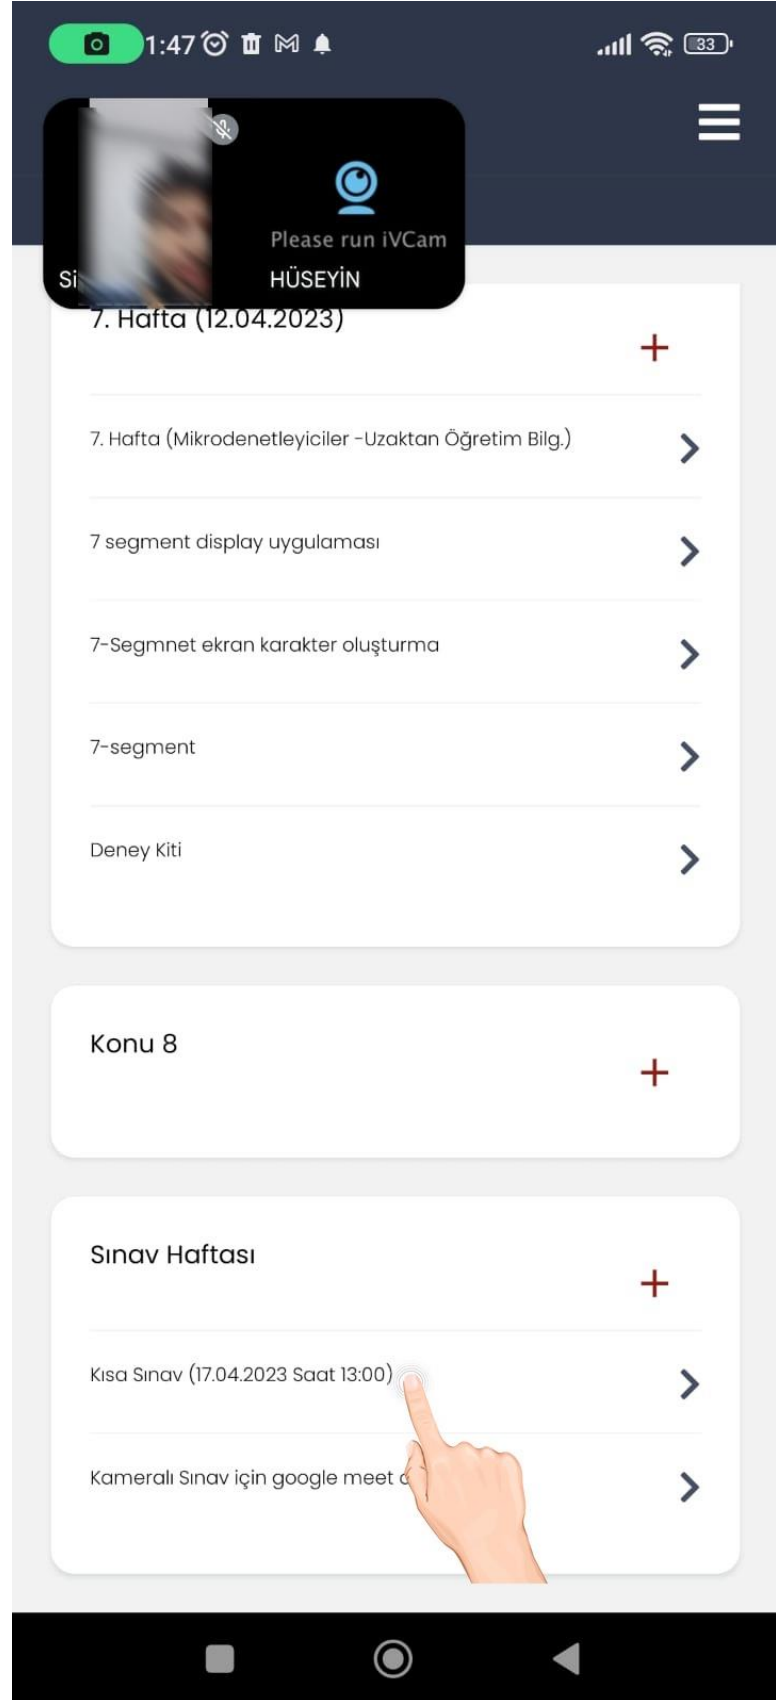 1:47
33
Please run iVCam
Si
HÜSEYİN
7. Hafta (12.04.2023)
7. Hafta (Mikrodenetleyiciler -Uzaktan Öğretim Bilg.)
7 segment display uygulaması
7-Segmnet ekran karakter oluşturma
7-segment
Deney Kiti
Konu 8
Sınav Haftası
Kısa Sınav (17.04.2023 Saat 13:00)
Kameralı Sınav için google meet